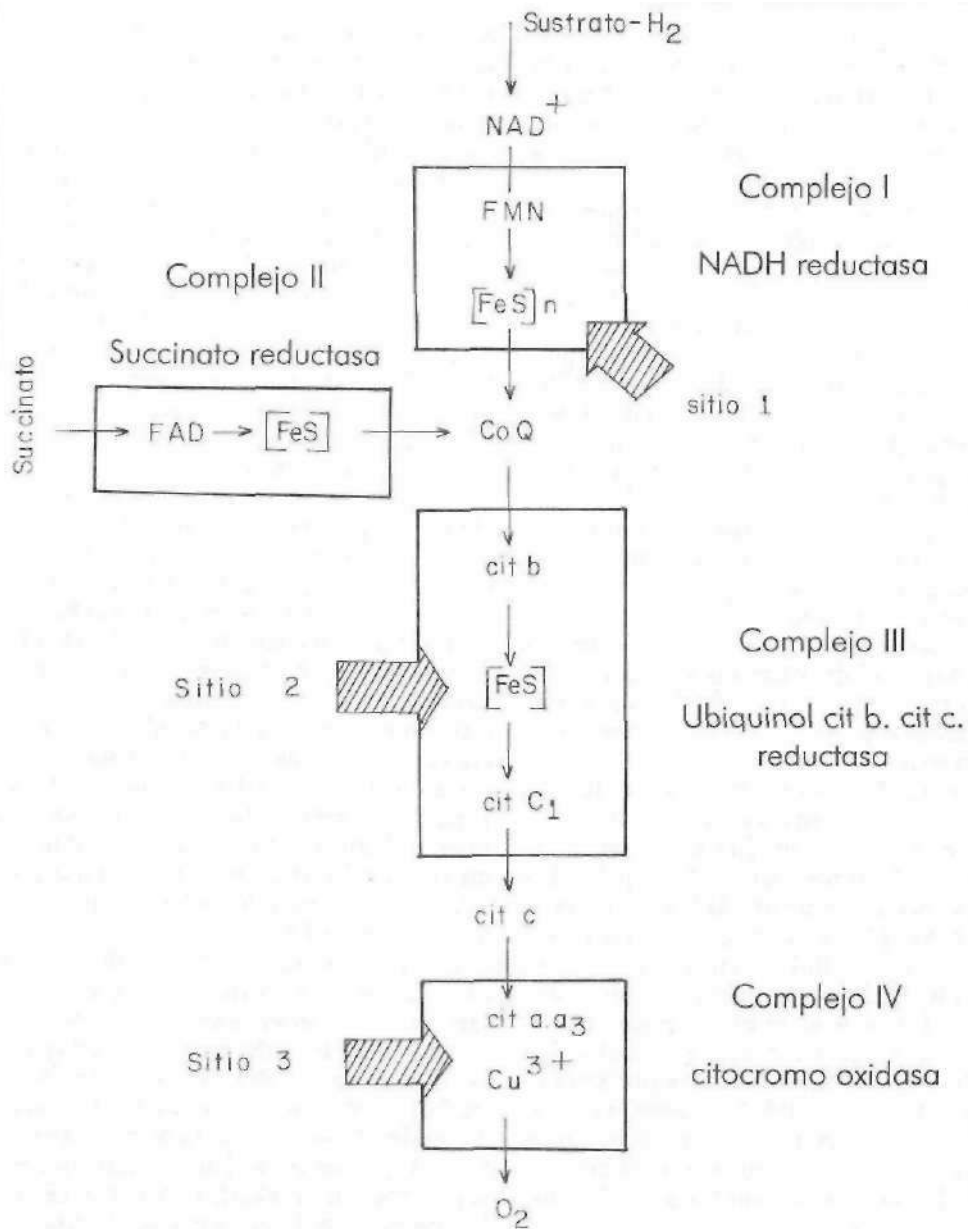 Sustrato-H2
NAD+
Complejo I
FMN
NADH reductasa
[FeS]n
sitio 1
Complejo II
Succinato reductasa
Succinato
FAD
[FeS]
CoQ
cit b
Complejo III
Sitio 2
[FeS]
Ubiquinol cit b. cit c.
reductasa
cit C1
cit c
Complejo IV
cit a.a3
Sitio 3
Cu3+
citocromo oxidasa
O2